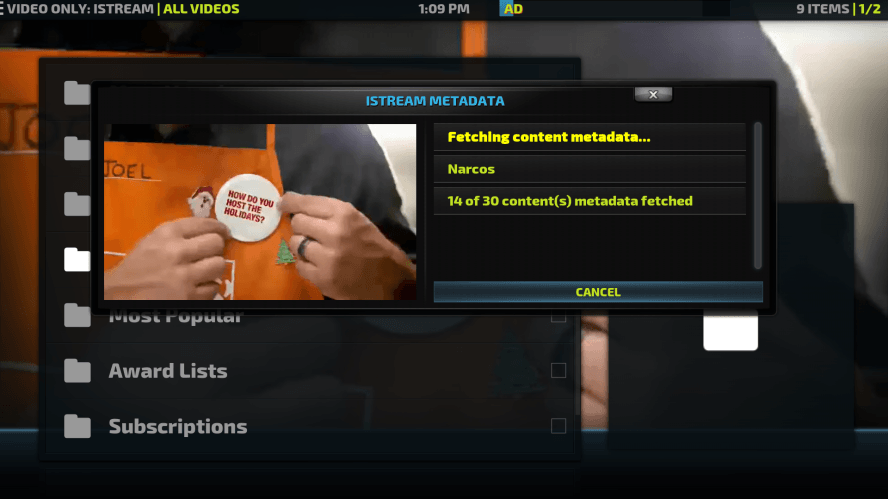 VIDEO ONLY: ISTREAM | ALL VIDEOS
1:09 PM
AD
9 ITEMS | 1/2
ISTREAM METADATA
JOEL
HOW DO YOU
HOST THE
HOLIDAYS?
Fetching content metadata...
Narcos
14 of 30 content(s) metadata fetched
CANCEL
Most Popular
Award Lists
Subscriptions